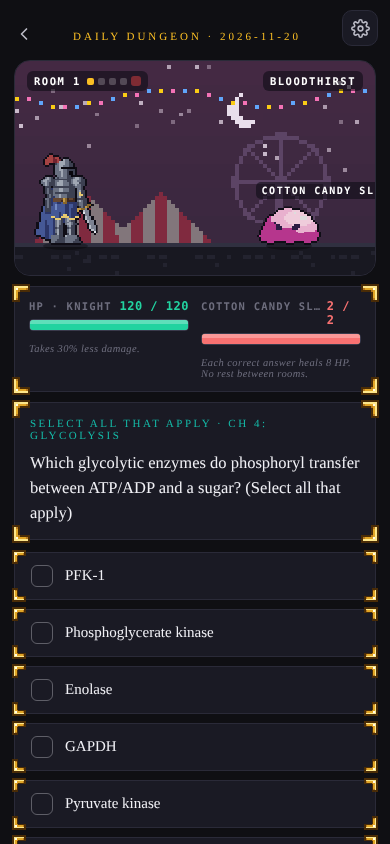 DAILY DUNGEON · 2026-11-20
ROOM 1
BLOODTHIRST
COTTON CANDY SL
HP · KNIGHT 120 / 120
COTTON CANDY SL… 2 / 2
Takes 30% less damage.
Each correct answer heals 8 HP.
No rest between rooms.
SELECT ALL THAT APPLY · CH 4:
GLYCOLYSIS
Which glycolytic enzymes do phosphoryl transfer
between ATP/ADP and a sugar? (Select all that
apply)
PFK-1
Phosphoglycerate kinase
Enolase
GAPDH
Pyruvate kinase